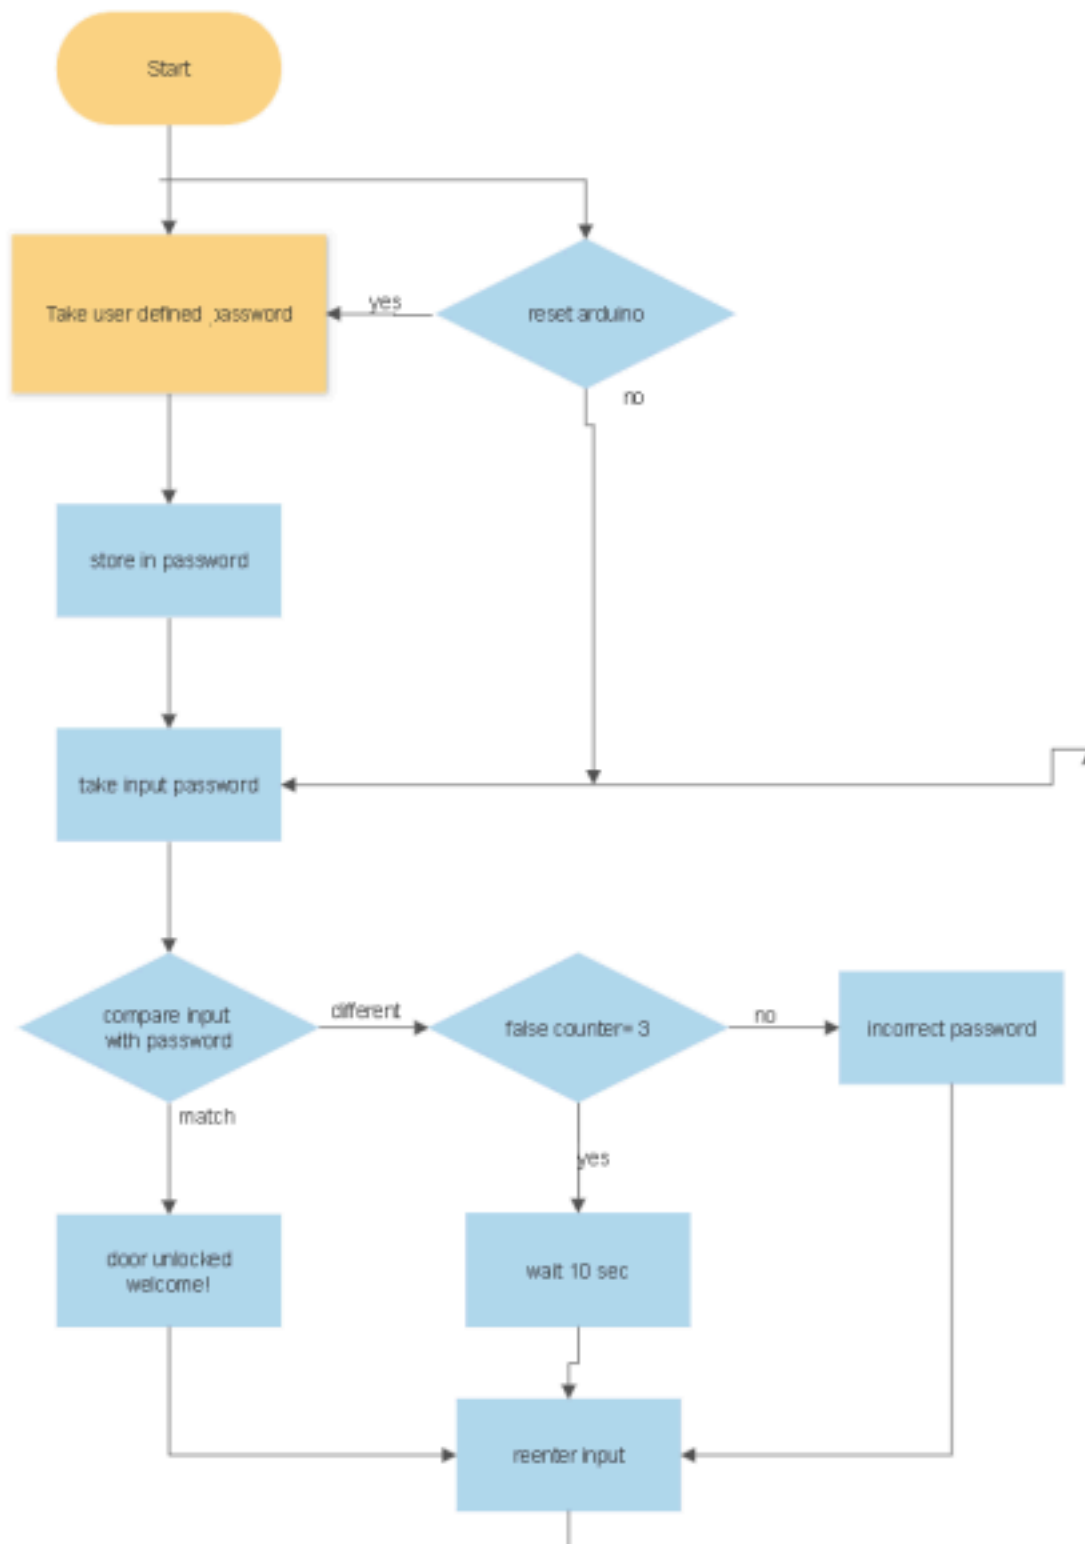 Start
Take user defined password
yes
reset arduino
no
store in password
take input password
compare input
with password
different
false counter= 3
no
incorrect password
match
yes
door unlocked
welcome!
wait 10 sec
reenter input